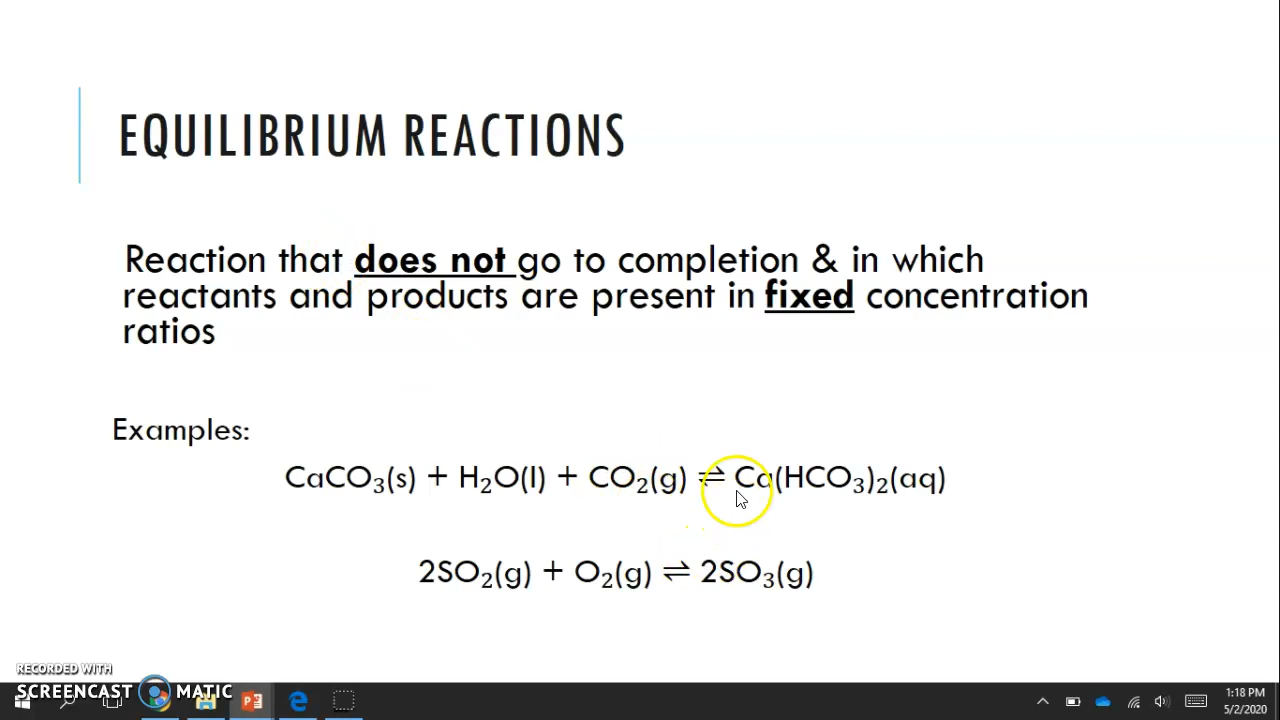 EQUILIBRIUM REACTIONS
Reaction that does not go to completion & in which
reactants and products are present in fixed concentration
ratios
Examples:
CaCO₃(s) + H₂O(l) + CO₂(g) ⇌ Ca(HCO₃)₂(aq)
2SO₂(g) + O₂(g) ⇌ 2SO₃(g)
RECORDED WITH
SCREENCAST MATIC
1:18 PM
5/2/2020